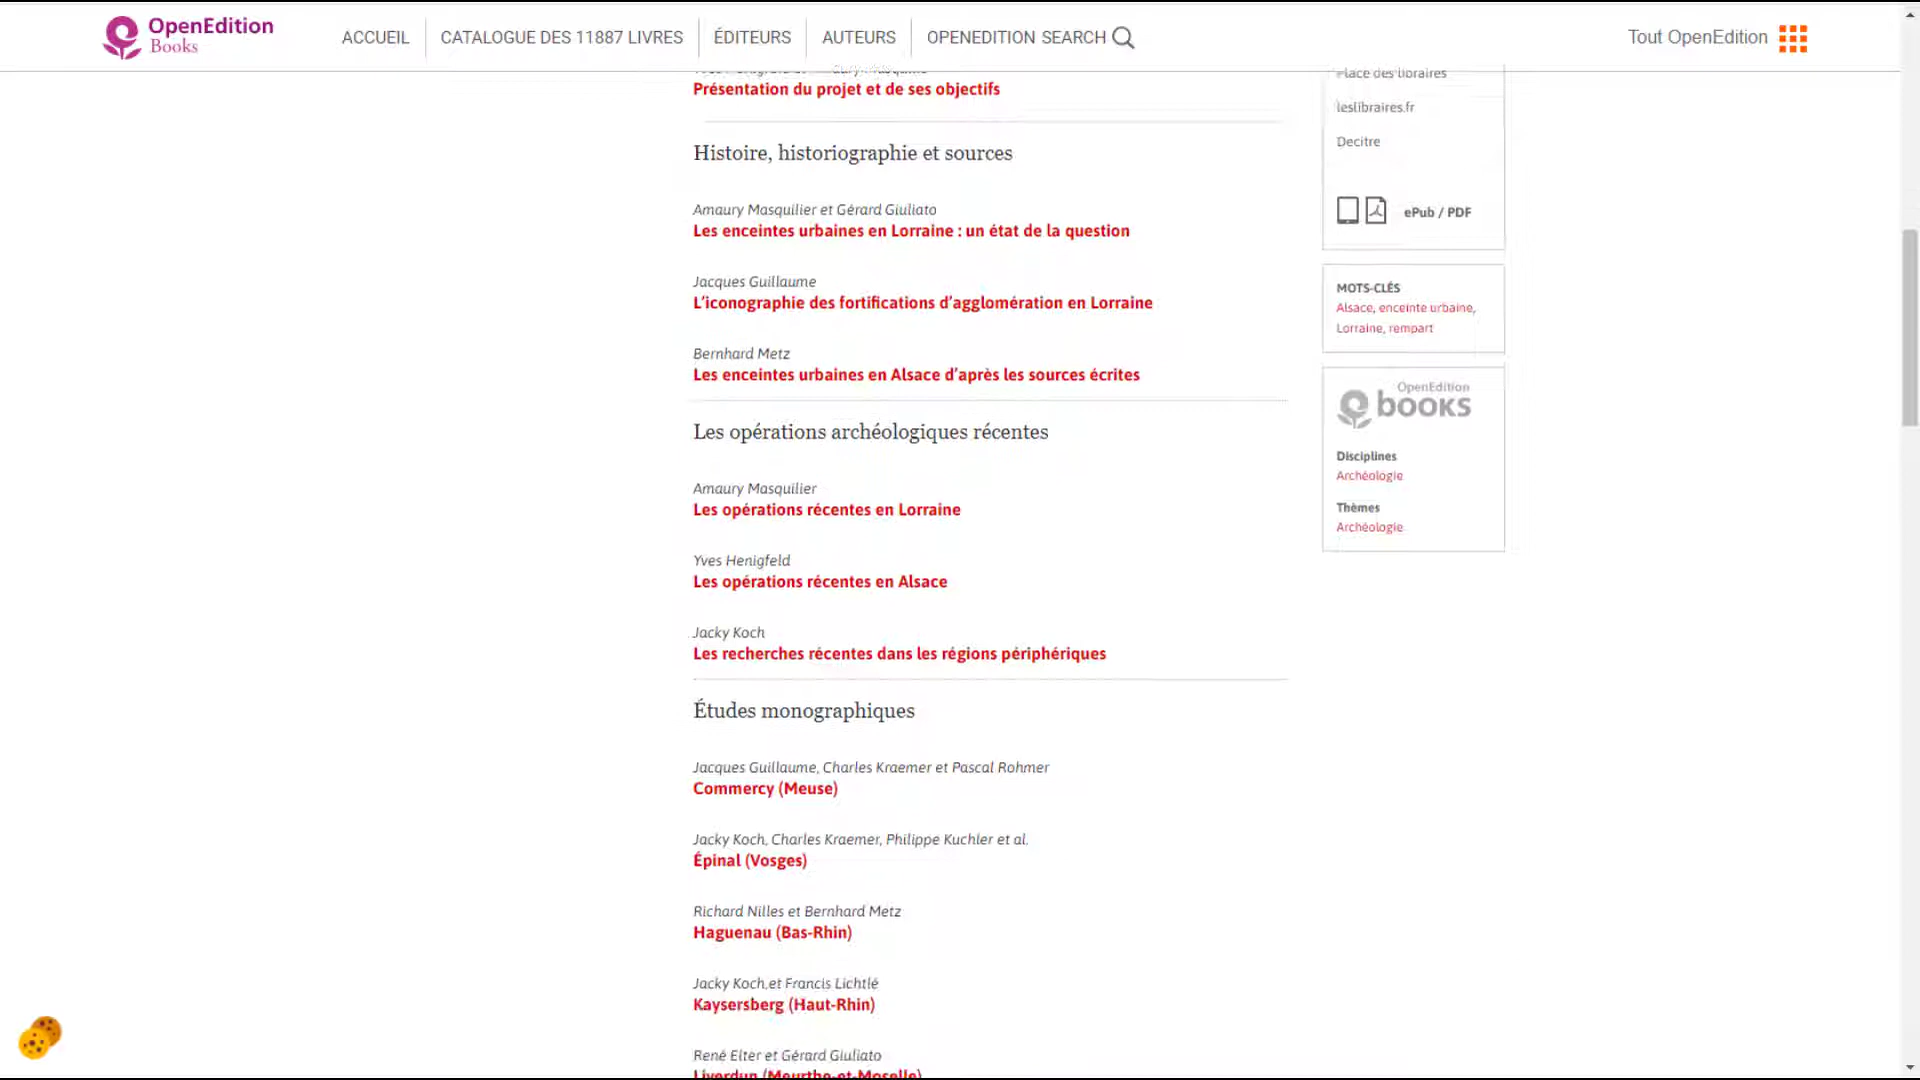 OpenEdition
Books
ACCUEIL
CATALOGUE DES 11887 LIVRES
ÉDITEURS
AUTEURS
OPENEDITION SEARCH
Tout OpenEdition
Présentation du projet et de ses objectifs
Histoire, historiographie et sources
Amaury Masquilier et Gérard Giuliato
Les enceintes urbaines en Lorraine : un état de la question
Jacques Guillaume
L’iconographie des fortifications d’agglomération en Lorraine
Bernhard Metz
Les enceintes urbaines en Alsace d’après les sources écrites
Les opérations archéologiques récentes
Amaury Masquilier
Les opérations récentes en Lorraine
Yves Henigfeld
Les opérations récentes en Alsace
Jacky Koch
Les recherches récentes dans les régions périphériques
Études monographiques
Jacques Guillaume, Charles Kraemer et Pascal Rohmer
Commercy (Meuse)
Jacky Koch, Charles Kraemer, Philippe Kuchler et al.
Épinal (Vosges)
Richard Nilles et Bernhard Metz
Haguenau (Bas-Rhin)
Jacky Koch,et Francis Lichtlé
Kaysersberg (Haut-Rhin)
René Elter et Gérard Giuliato
Liverdun (Meurthe-et-Moselle)
Place des libraires
leslibraires.fr
Decitre
ePub / PDF
MOTS-CLÉS
Alsace, enceinte urbaine,
Lorraine, rempart
OpenEdition
books
Disciplines
Archéologie
Thèmes
Archéologie